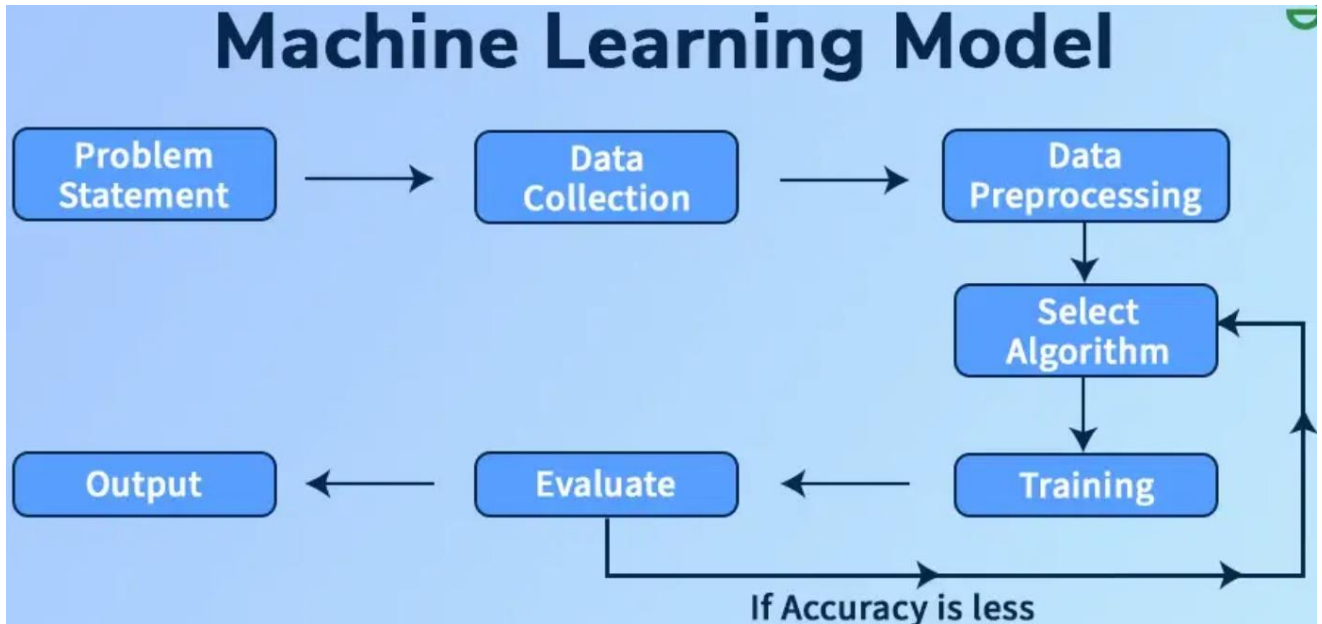 Machine Learning Model
Problem
Statement
Data
Collection
Data
Preprocessing
Select
Algorithm
Training
Evaluate
Output
If Accuracy is less